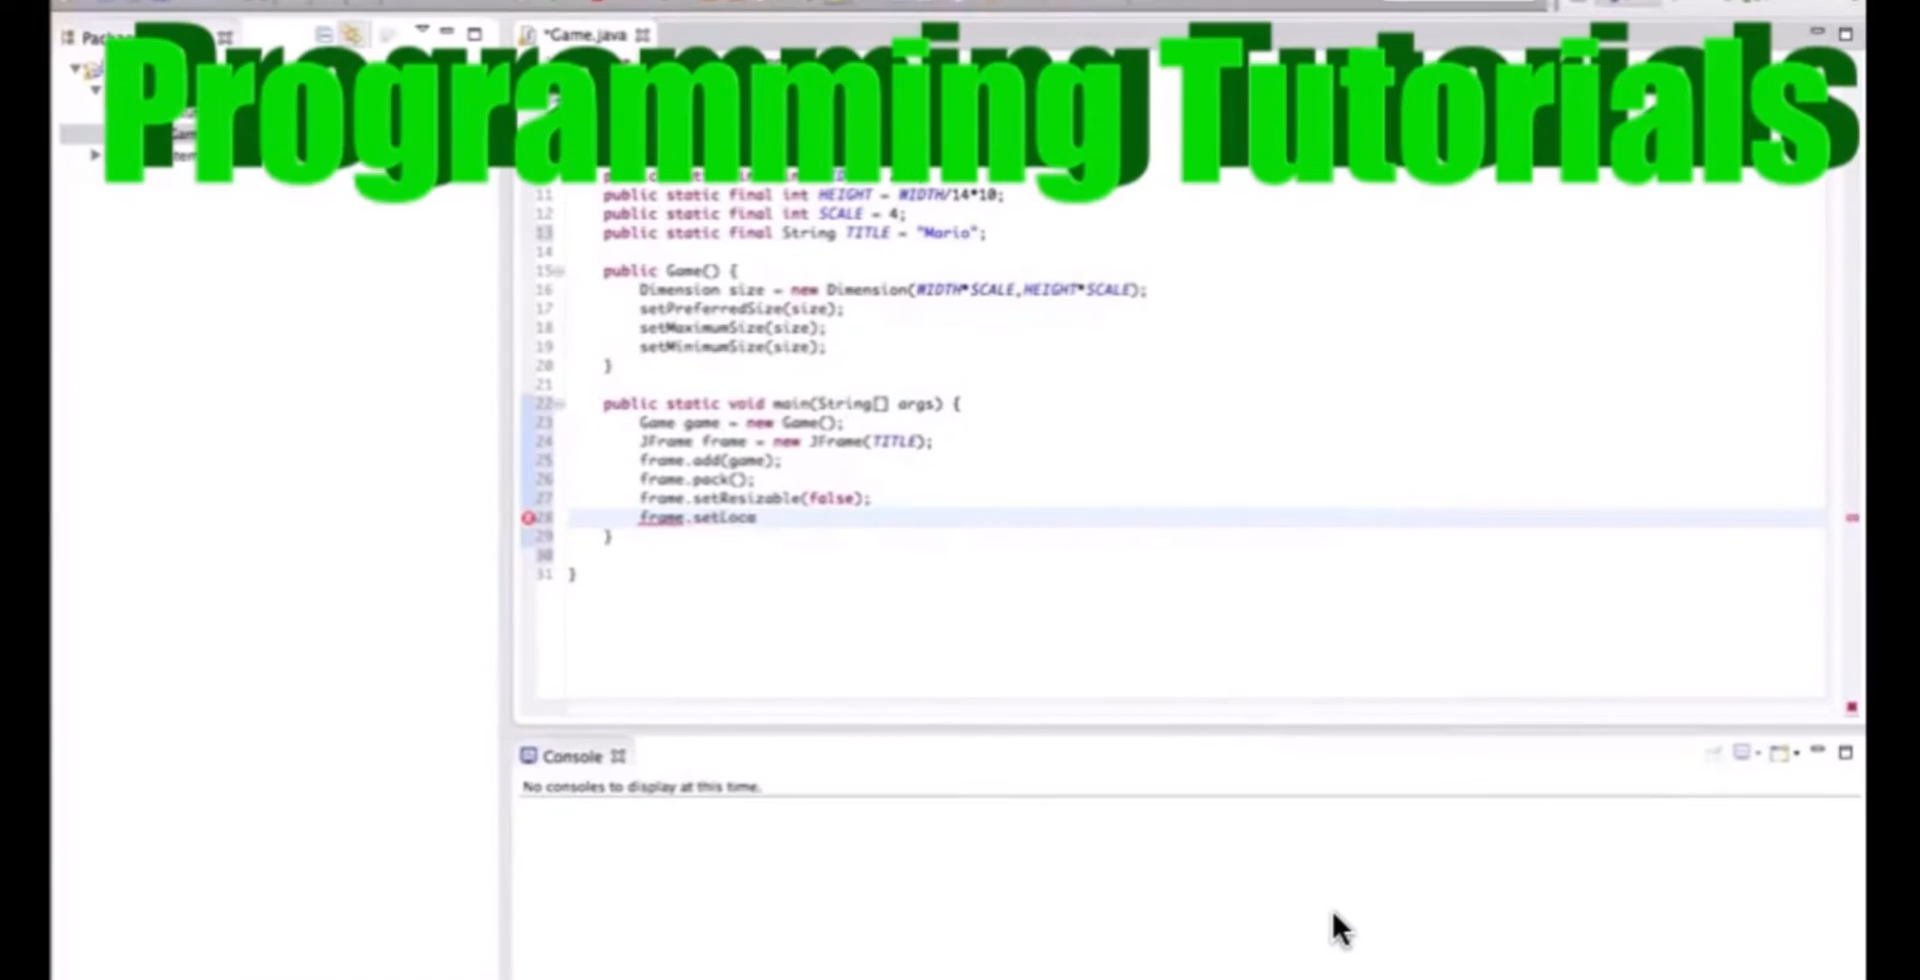 *Game.java
Programming Tutorials
11 public static final int HEIGHT = WIDTH/14*10;
12 public static final int SCALE = 4;
13 public static final String TITLE = "Mario";
14
15 public Game() {
16 Dimension size = new Dimension(WIDTH*SCALE,HEIGHT*SCALE);
17 setPreferredSize(size);
18 setMaximumSize(size);
19 setMinimumSize(size);
20 }
21
22 public static void main(String[] args) {
23 Game game = new Game();
24 JFrame frame = new JFrame(TITLE);
25 frame.add(game);
26 frame.pack();
27 frame.setResizable(false);
28 frame.setLoca
29 }
30
31 }
Console
No consoles to display at this time.